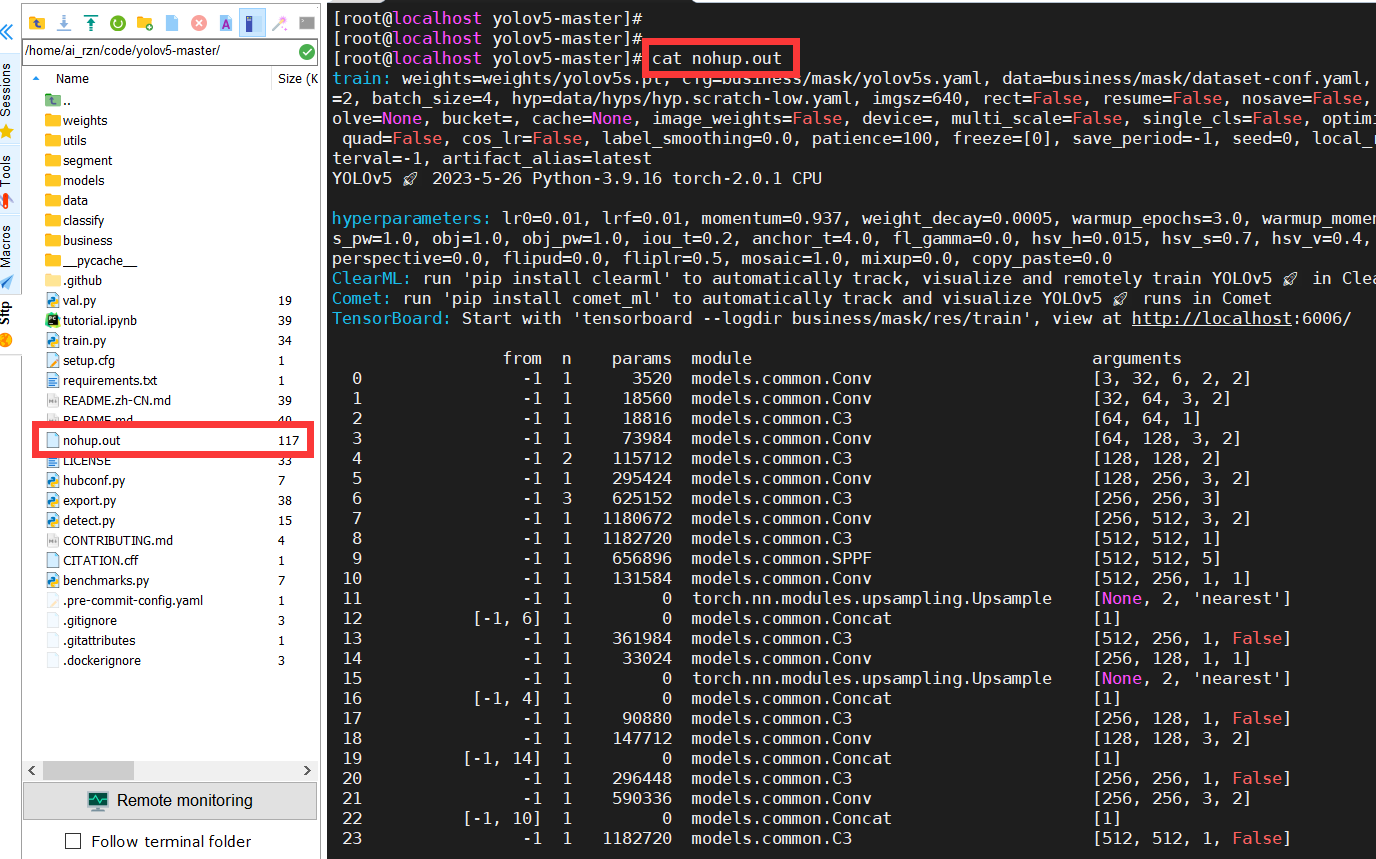 /home/ai_rzn/code/yolov5-master/
Name Size (K
..
weights
utils
segment
models
data
classify
business
__pycache__
.github
val.py 19
tutorial.ipynb 39
train.py 34
setup.cfg 1
requirements.txt 1
README.zh-CN.md 39
README.md 40
nohup.out 117
LICENSE 33
hubconf.py 7
export.py 38
detect.py 15
CONTRIBUTING.md 4
CITATION.cff 1
benchmarks.py 7
.pre-commit-config.yaml 1
.gitignore 3
.gitattributes 1
.dockerignore 3
Remote monitoring
Follow terminal folder
Sessions
Tools
Macros
Sftp
[root@localhost yolov5-master]#
[root@localhost yolov5-master]#
[root@localhost yolov5-master]# cat nohup.out
train: weights=weights/yolov5s.pt, cfg=business/mask/yolov5s.yaml, data=business/mask/dataset-conf.yaml,
=2, batch_size=4, hyp=data/hyps/hyp.scratch-low.yaml, imgsz=640, rect=False, resume=False, nosave=False,
olve=None, bucket=, cache=None, image_weights=False, device=, multi_scale=False, single_cls=False, optimi
quad=False, cos_lr=False, label_smoothing=0.0, patience=100, freeze=[0], save_period=-1, seed=0, local_r
terval=-1, artifact_alias=latest
YOLOv5 🚀 2023-5-26 Python-3.9.16 torch-2.0.1 CPU
hyperparameters: lr0=0.01, lrf=0.01, momentum=0.937, weight_decay=0.0005, warmup_epochs=3.0, warmup_momen
s_pw=1.0, obj=1.0, obj_pw=1.0, iou_t=0.2, anchor_t=4.0, fl_gamma=0.0, hsv_h=0.015, hsv_s=0.7, hsv_v=0.4,
perspective=0.0, flipud=0.0, fliplr=0.5, mosaic=1.0, mixup=0.0, copy_paste=0.0
ClearML: run 'pip install clearml' to automatically track, visualize and remotely train YOLOv5 🚀 in Clea
Comet: run 'pip install comet_ml' to automatically track and visualize YOLOv5 🚀 runs in Comet
TensorBoard: Start with 'tensorboard --logdir business/mask/res/train', view at http://localhost:6006/
from n params module arguments
0 -1 1 3520 models.common.Conv [3, 32, 6, 2, 2]
1 -1 1 18560 models.common.Conv [32, 64, 3, 2]
2 -1 1 18816 models.common.C3 [64, 64, 1]
3 -1 1 73984 models.common.Conv [64, 128, 3, 2]
4 -1 2 115712 models.common.C3 [128, 128, 2]
5 -1 1 295424 models.common.Conv [128, 256, 3, 2]
6 -1 3 625152 models.common.C3 [256, 256, 3]
7 -1 1 1180672 models.common.Conv [256, 512, 3, 2]
8 -1 1 1182720 models.common.C3 [512, 512, 1]
9 -1 1 656896 models.common.SPPF [512, 512, 5]
10 -1 1 131584 models.common.Conv [512, 256, 1, 1]
11 -1 1 0 torch.nn.modules.upsampling.Upsample [None, 2, 'nearest']
12 [-1, 6] 1 0 models.common.Concat [1]
13 -1 1 361984 models.common.C3 [512, 256, 1, False]
14 -1 1 33024 models.common.Conv [256, 128, 1, 1]
15 -1 1 0 torch.nn.modules.upsampling.Upsample [None, 2, 'nearest']
16 [-1, 4] 1 0 models.common.Concat [1]
17 -1 1 90880 models.common.C3 [256, 128, 1, False]
18 -1 1 147712 models.common.Conv [128, 128, 3, 2]
19 [-1, 14] 1 0 models.common.Concat [1]
20 -1 1 296448 models.common.C3 [256, 256, 1, False]
21 -1 1 590336 models.common.Conv [256, 256, 3, 2]
22 [-1, 10] 1 0 models.common.Concat [1]
23 -1 1 1182720 models.common.C3 [512, 512, 1, False]